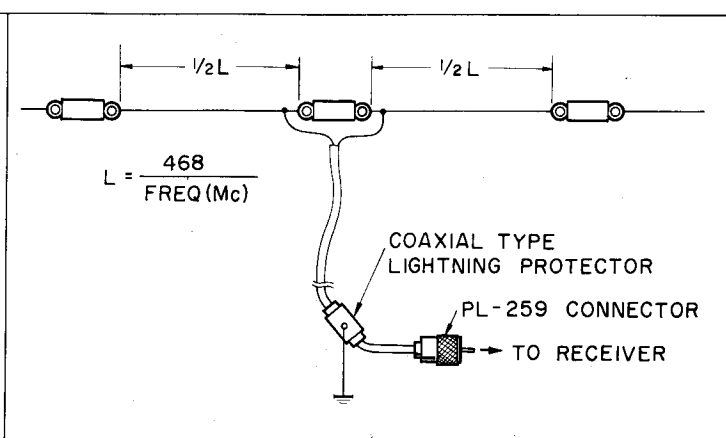 1/2 L
1/2 L
L = 468
FREQ (Mc)
COAXIAL TYPE
LIGHTNING PROTECTOR
PL-259 CONNECTOR
TO RECEIVER